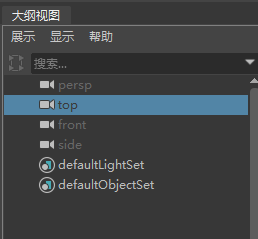 大纲视图
展示 显示 帮助
搜索...
persp
top
front
side
defaultLightSet
defaultObjectSet